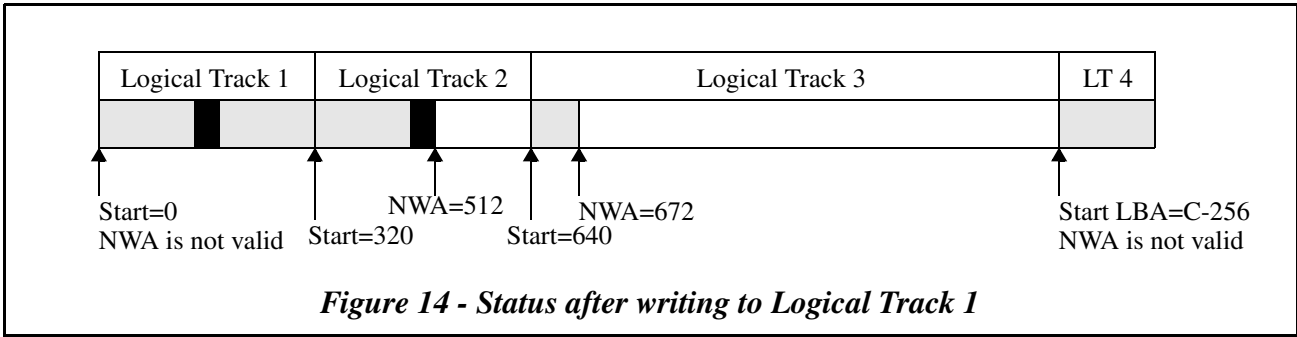 Logical Track 1 Logical Track 2 Logical Track 3 LT 4
Start=0
NWA is not valid
Start=320
NWA=512
Start=640
NWA=672
Start LBA=C-256
NWA is not valid
Figure 14 - Status after writing to Logical Track 1